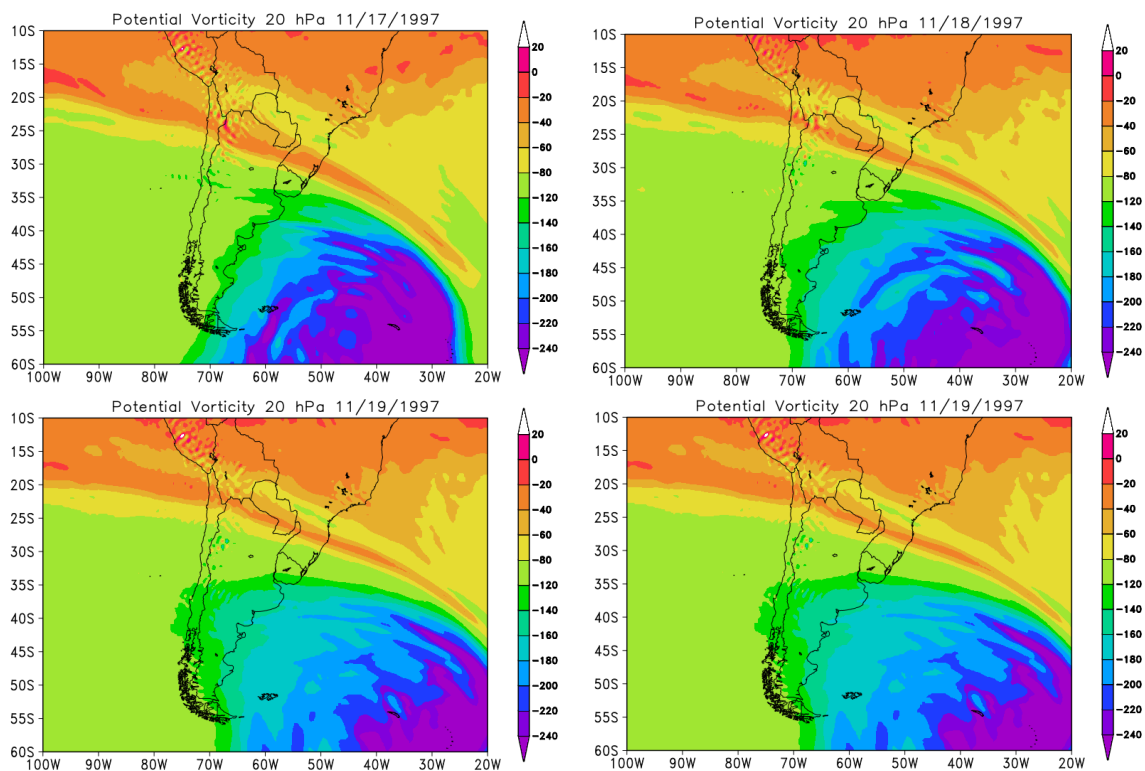 Potential Vorticity 20 hPa 11/17/1997
10S
15S
20S
25S
30S
35S
40S
45S
50S
55S
60S
100W 90W 80W 70W 60W 50W 40W 30W 20W
20
0
-20
-40
-60
-80
-120
-140
-160
-180
-200
-220
-240
Potential Vorticity 20 hPa 11/18/1997
10S
15S
20S
25S
30S
35S
40S
45S
50S
55S
60S
100W 90W 80W 70W 60W 50W 40W 30W 20W
20
0
-20
-40
-60
-80
-120
-140
-160
-180
-200
-220
-240
Potential Vorticity 20 hPa 11/19/1997
10S
15S
20S
25S
30S
35S
40S
45S
50S
55S
60S
100W 90W 80W 70W 60W 50W 40W 30W 20W
20
0
-20
-40
-60
-80
-120
-140
-160
-180
-200
-220
-240
Potential Vorticity 20 hPa 11/19/1997
10S
15S
20S
25S
30S
35S
40S
45S
50S
55S
60S
100W 90W 80W 70W 60W 50W 40W 30W 20W
20
0
-20
-40
-60
-80
-120
-140
-160
-180
-200
-220
-240